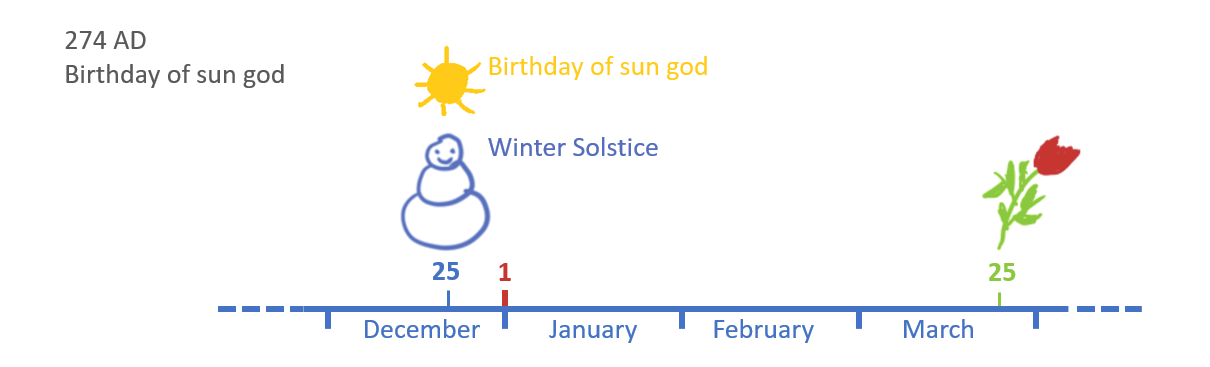 274 AD
Birthday of sun god
Birthday of sun god
Winter Solstice
25 1 25
December January February March